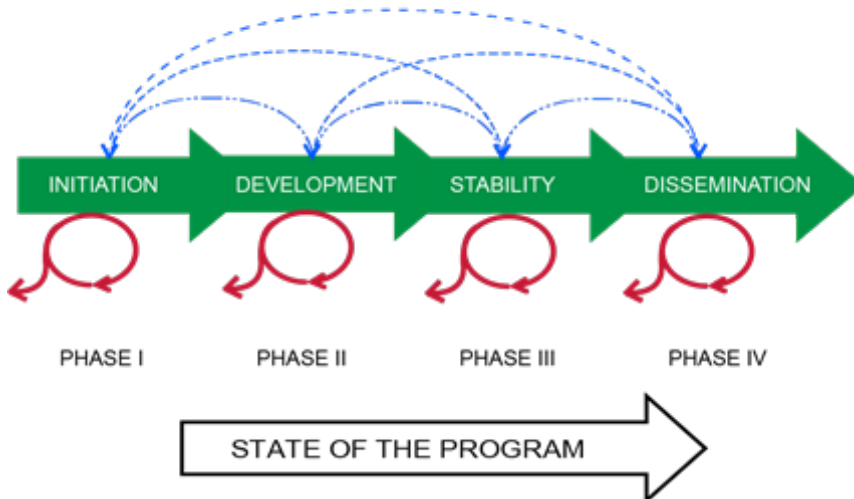 INITIATION
DEVELOPMENT
STABILITY
DISSEMINATION
PHASE I
PHASE II
PHASE III
PHASE IV
STATE OF THE PROGRAM